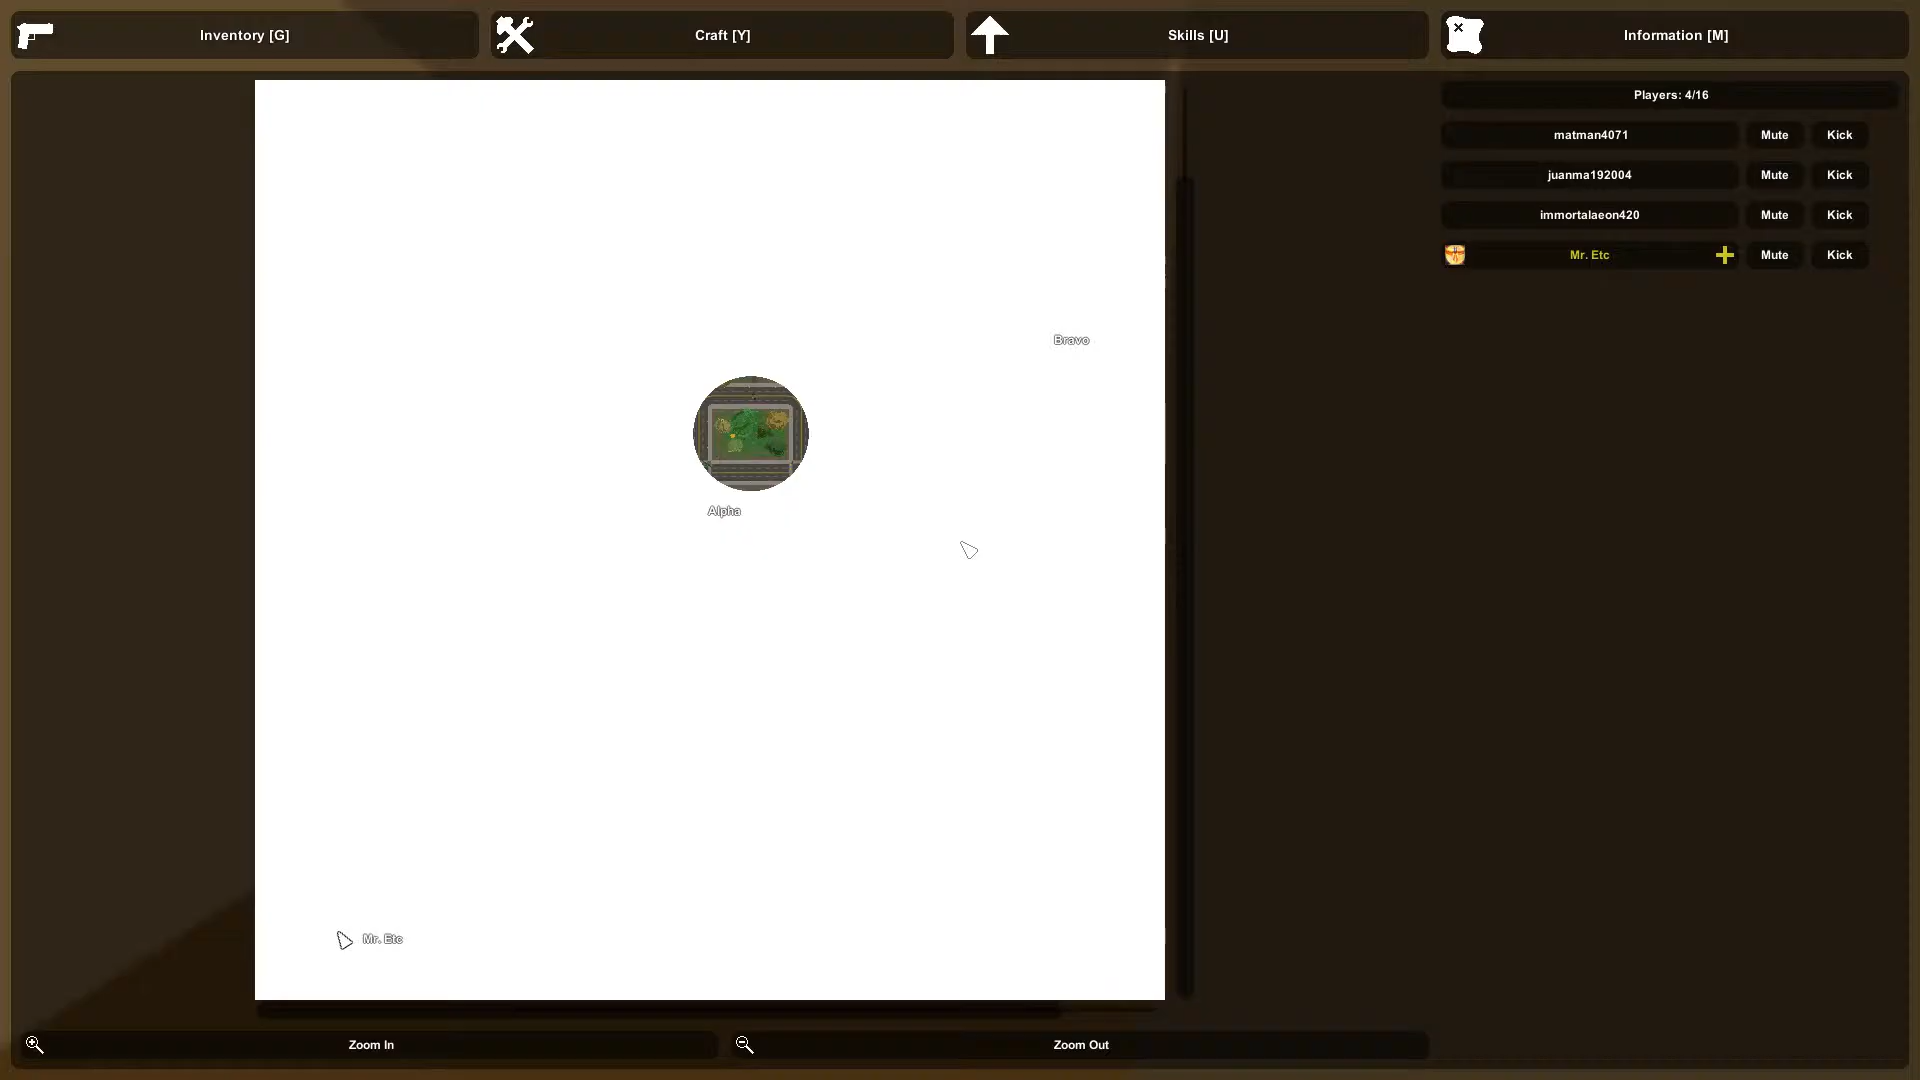 Inventory [G]
Craft [Y]
Skills [U]
Information [M]
Players: 4/16
matman4071
Mute
Kick
juanma192004
Mute
Kick
immortalaeon420
Mute
Kick
Mr. Etc
Mute
Kick
Bravo
Alpha
Mr. Etc
Zoom In
Zoom Out